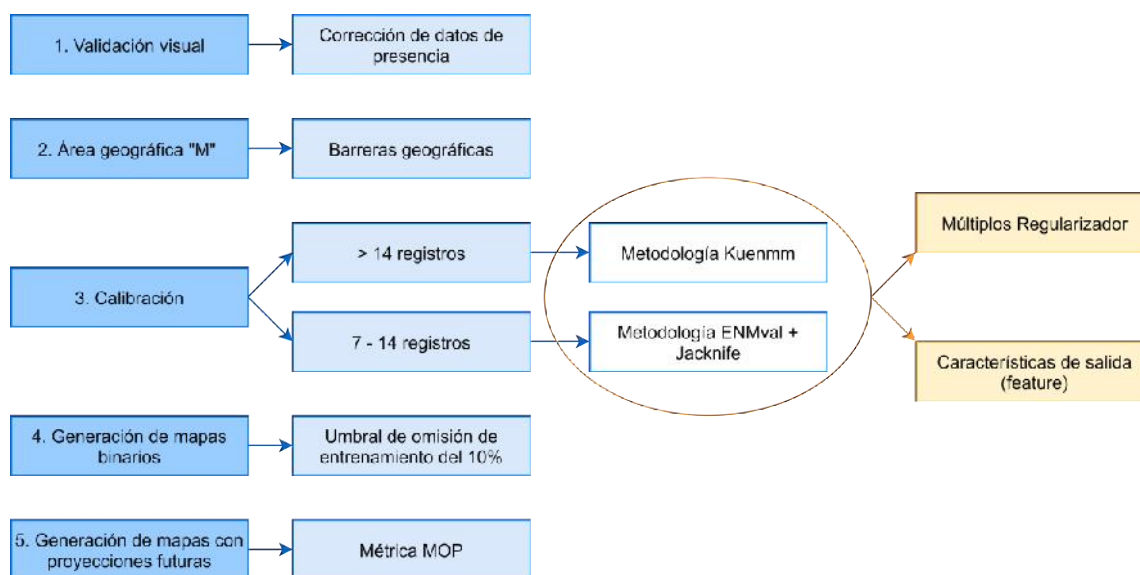 1. Validación visual
Corrección de datos de
presencia
2. Área geográfica "M"
Barreras geográficas
3. Calibración
> 14 registros
Metodología Kuenmm
7 - 14 registros
Metodología ENMval +
Jacknife
Múltiplos Regularizador
Características de salida
(feature)
4. Generación de mapas
binarios
Umbral de omisión de
entrenamiento del 10%
5. Generación de mapas con
proyecciones futuras
Métrica MOP